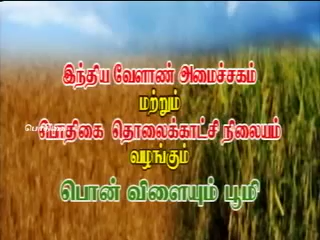 இந்திய வேளாண் அமைச்சகம்
மற்றும்
பொதிகை தொலைக்காட்சி நிலையம்
வழங்கும்
பொன் விளையும் பூமி